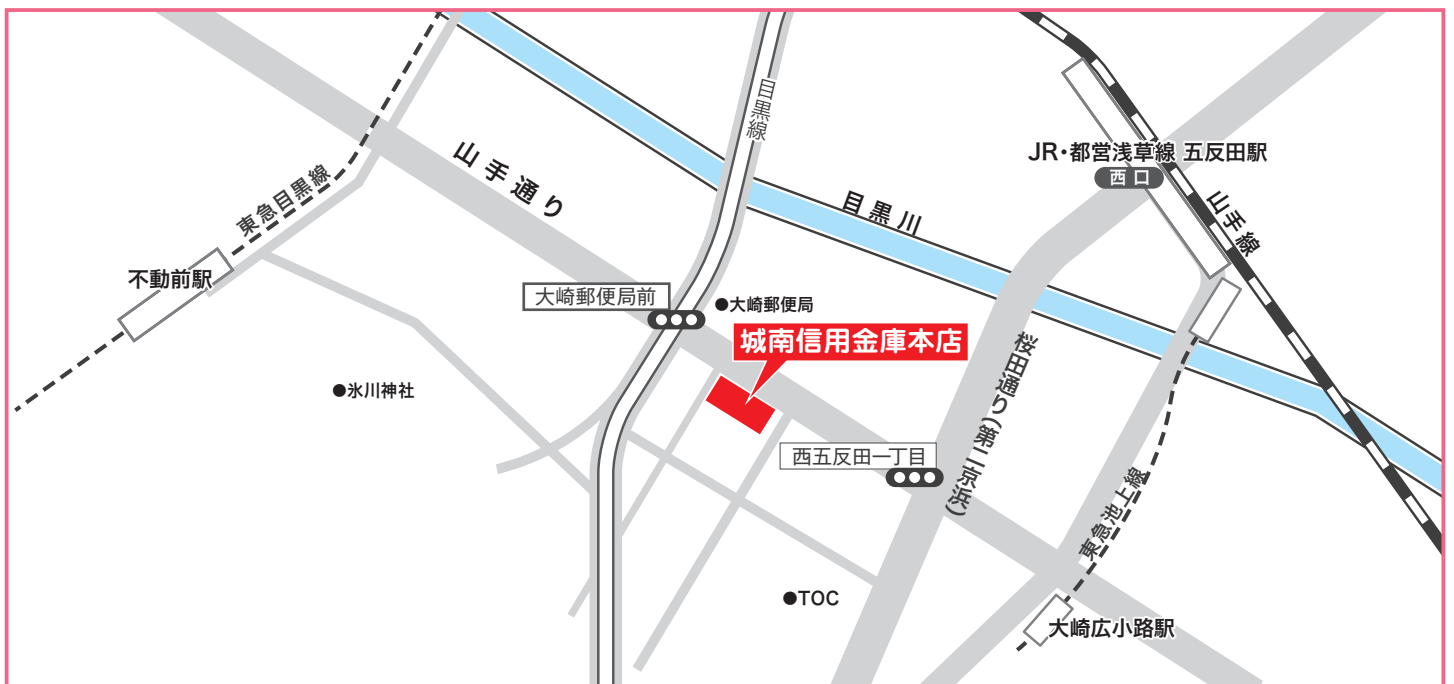 目黒線
JR・都営浅草線 五反田駅
西口
山手通り
東急目黒線
目黒川
山手線
不動前駅
大崎郵便局前
●大崎郵便局
城南信用金庫本店
桜田通り(第二京浜)
●氷川神社
西五反田一丁目
東急池上線
●TOC
大崎広小路駅